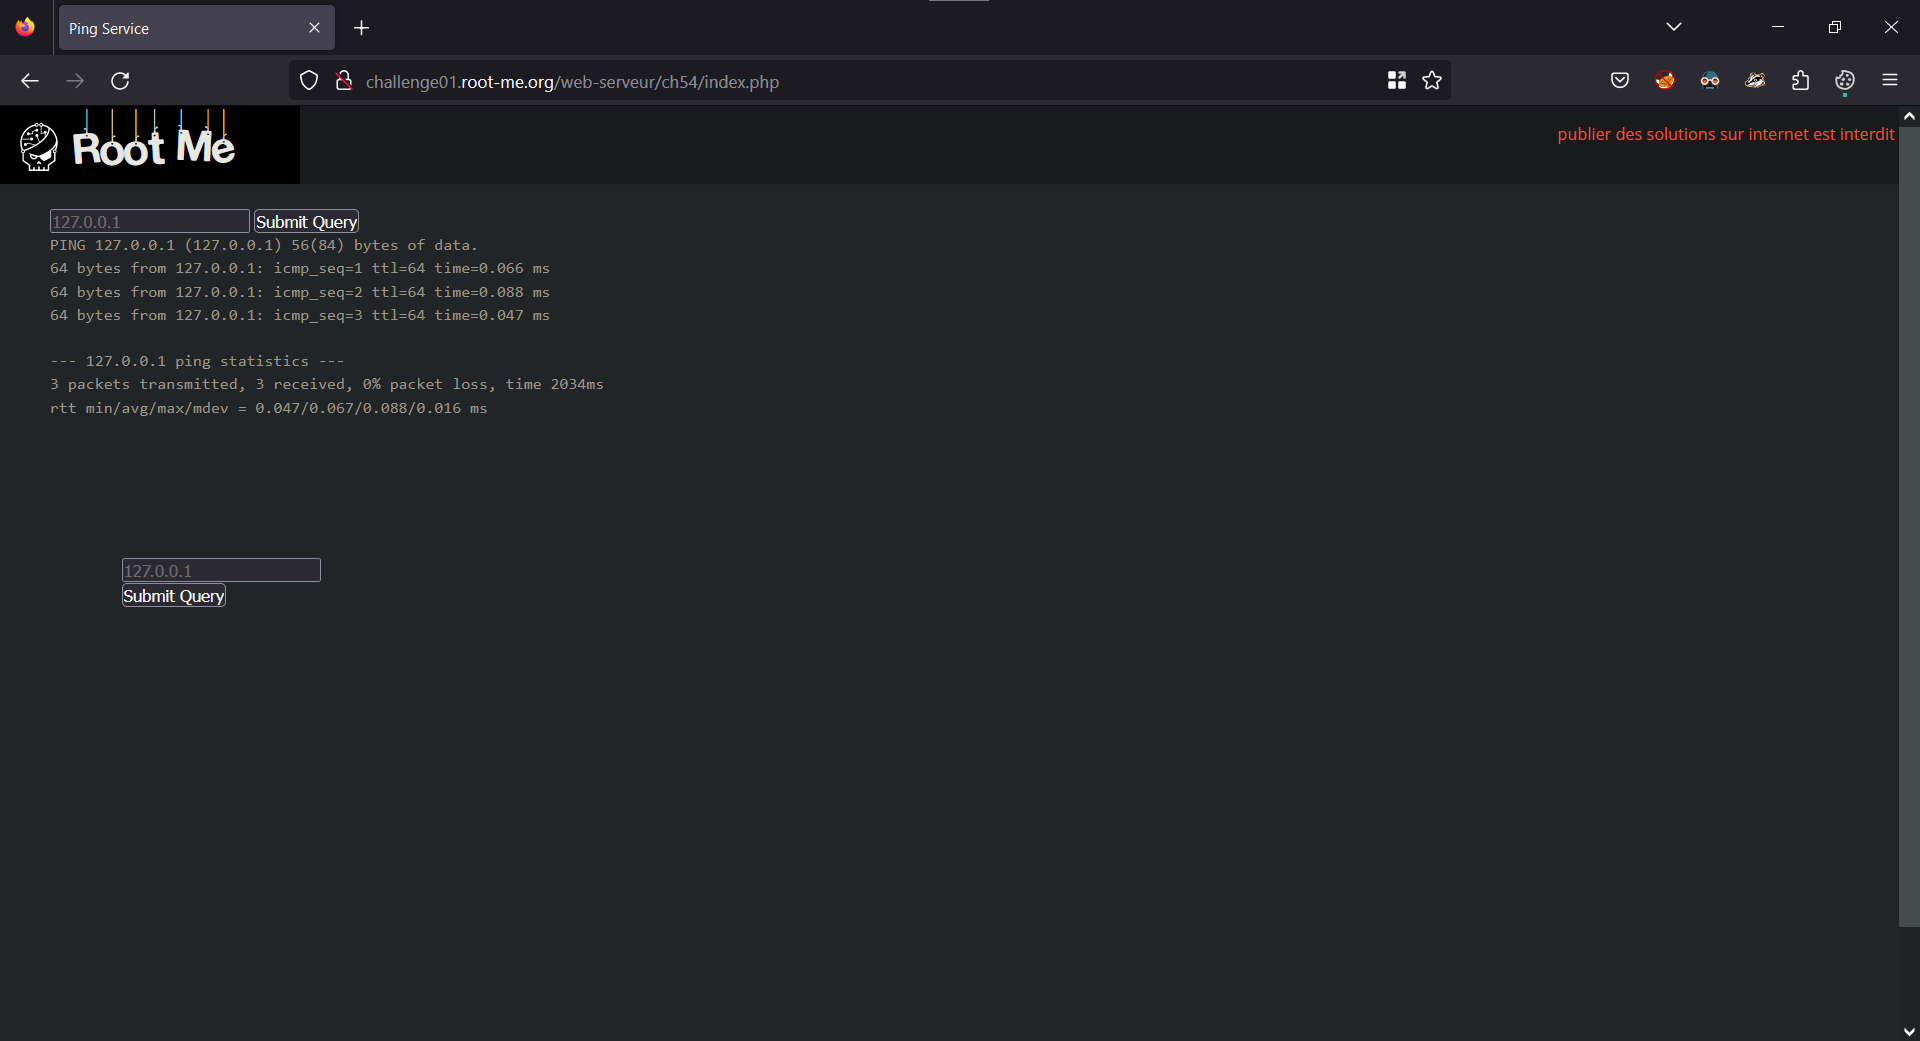 Ping Service
challenge01.root-me.org/web-serveur/ch54/index.php
Root Me
publier des solutions sur internet est interdit
127.0.0.1 Submit Query
PING 127.0.0.1 (127.0.0.1) 56(84) bytes of data.
64 bytes from 127.0.0.1: icmp_seq=1 ttl=64 time=0.066 ms
64 bytes from 127.0.0.1: icmp_seq=2 ttl=64 time=0.088 ms
64 bytes from 127.0.0.1: icmp_seq=3 ttl=64 time=0.047 ms
--- 127.0.0.1 ping statistics ---
3 packets transmitted, 3 received, 0% packet loss, time 2034ms
rtt min/avg/max/mdev = 0.047/0.067/0.088/0.016 ms
127.0.0.1
Submit Query